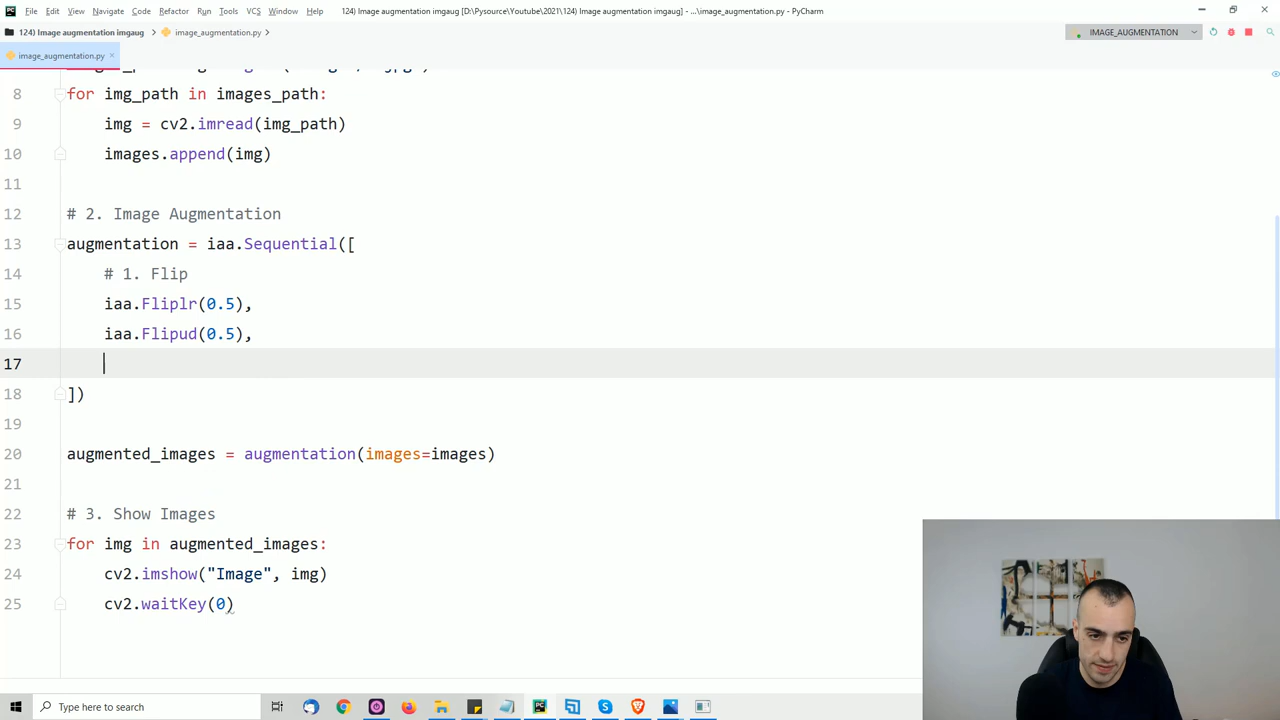 PC File Edit View Navigate Code Refactor Run Tools VCS Window Help 124) Image augmentation imgaug [D:\Pysource\Youtube\2021\124) Image augmentation imgaug] - ...\image_augmentation.py - PyCharm
124) Image augmentation imgaug image_augmentation.py IMAGE_AUGMENTATION
image_augmentation.py
8 for img_path in images_path:
9 img = cv2.imread(img_path)
10 images.append(img)
11
12 # 2. Image Augmentation
13 augmentation = iaa.Sequential([
14 # 1. Flip
15 iaa.Fliplr(0.5),
16 iaa.Flipud(0.5),
17
18 ])
19
20 augmented_images = augmentation(images=images)
21
22 # 3. Show Images
23 for img in augmented_images:
24 cv2.imshow("Image", img)
25 cv2.waitKey(0)
Type here to search